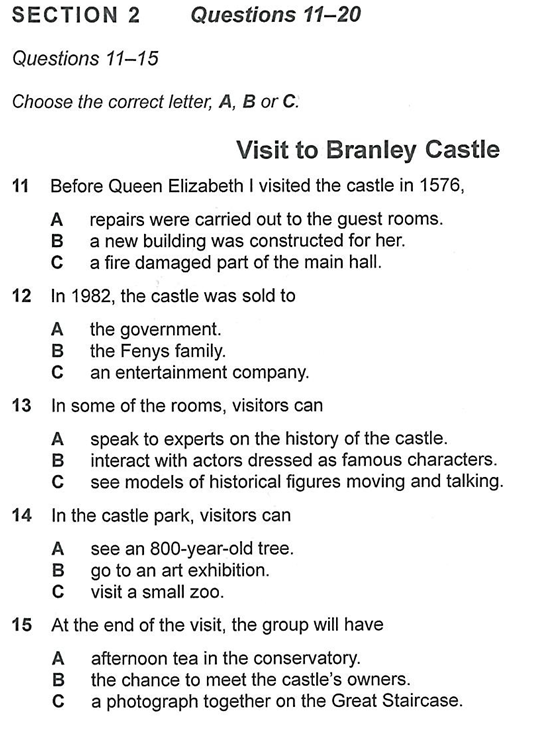 SECTION 2 Questions 11–20
Questions 11–15
Choose the correct letter, A, B or C.
Visit to Branley Castle
11 Before Queen Elizabeth I visited the castle in 1576,
A repairs were carried out to the guest rooms.
B a new building was constructed for her.
C a fire damaged part of the main hall.
12 In 1982, the castle was sold to
A the government.
B the Fenys family.
C an entertainment company.
13 In some of the rooms, visitors can
A speak to experts on the history of the castle.
B interact with actors dressed as famous characters.
C see models of historical figures moving and talking.
14 In the castle park, visitors can
A see an 800-year-old tree.
B go to an art exhibition.
C visit a small zoo.
15 At the end of the visit, the group will have
A afternoon tea in the conservatory.
B the chance to meet the castle's owners.
C a photograph together on the Great Staircase.